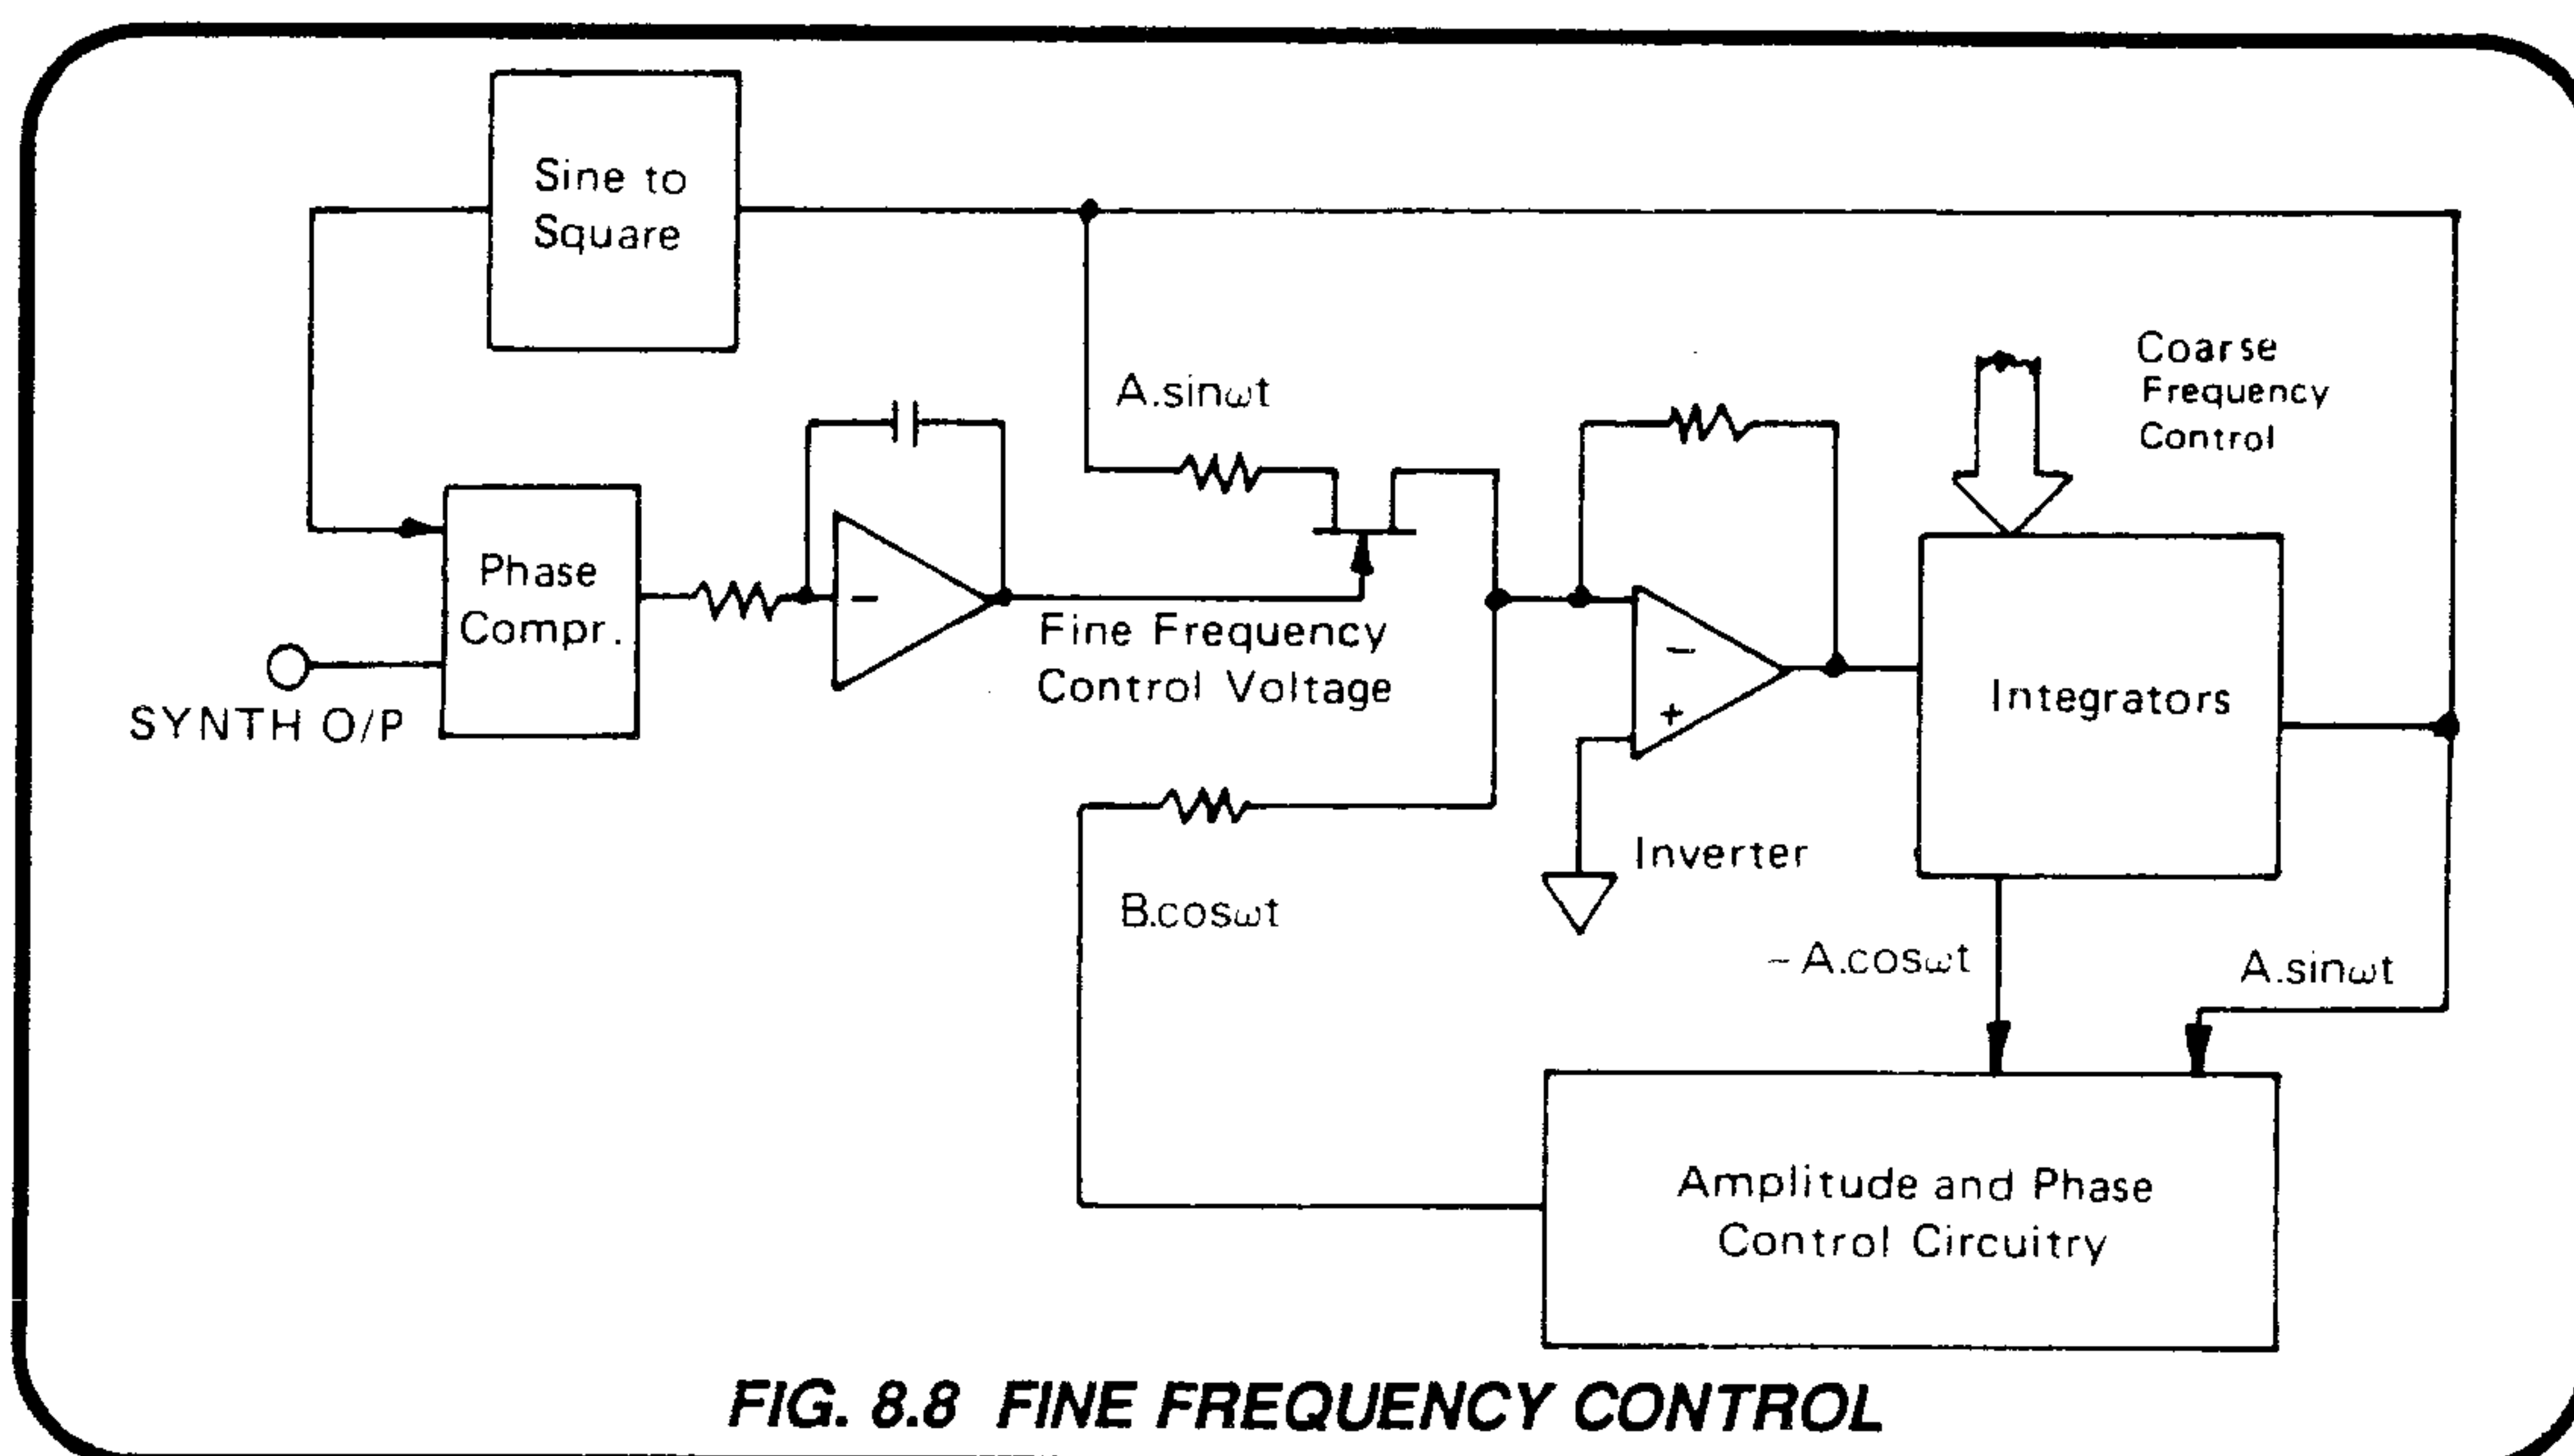 Sine to
Square
A.sinωt
Coarse
Frequency
Control
Phase
Compr.
−
Fine Frequency
Control Voltage
−
+
Integrators
SYNTH O/P
Inverter
B.cosωt
−A.cosωt
A.sinωt
Amplitude and Phase
Control Circuitry
FIG. 8.8 FINE FREQUENCY CONTROL